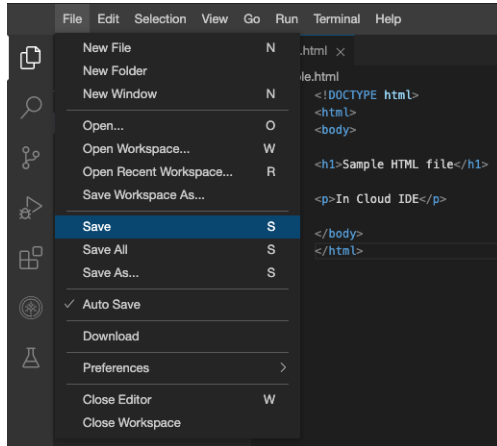 File Edit Selection View Go Run Terminal Help
New File N
New Folder
New Window N
Open... O
Open Workspace... W
Open Recent Workspace... R
Save Workspace As...
Save S
Save All S
Save As... S
✓ Auto Save
Download
Preferences >
Close Editor W
Close Workspace
.html ×
le.html
<!DOCTYPE html>
<html>
<body>
<h1>Sample HTML file</h1>
<p>In Cloud IDE</p>
</body>
</html>